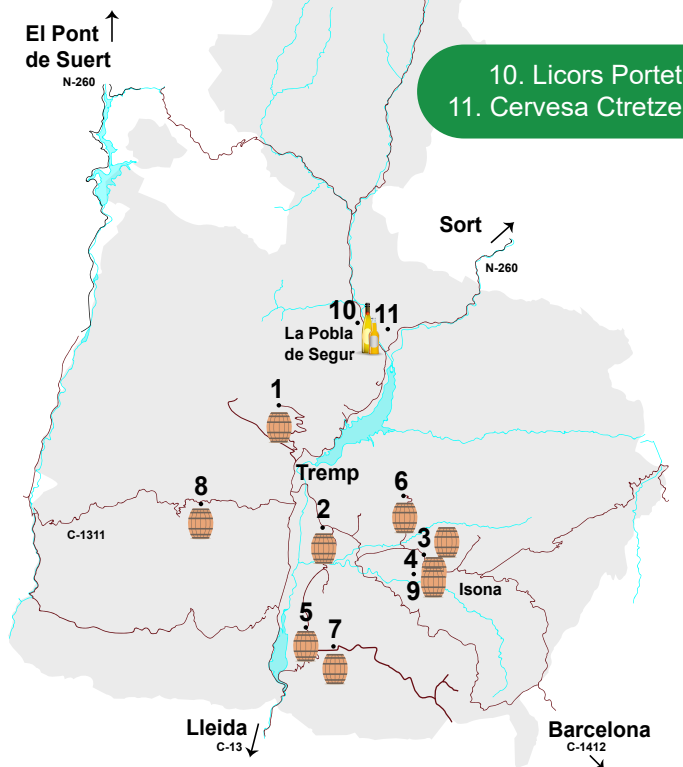 El Pont
de Suert
N-260
10. Licors Portet
11. Cervesa Ctretze
Sort
N-260
10
11
La Pobla
de Segur
1
Tremp
6
8
2
C-1311
3
4
9
Isona
5
7
Lleida
C-13
Barcelona
C-1412